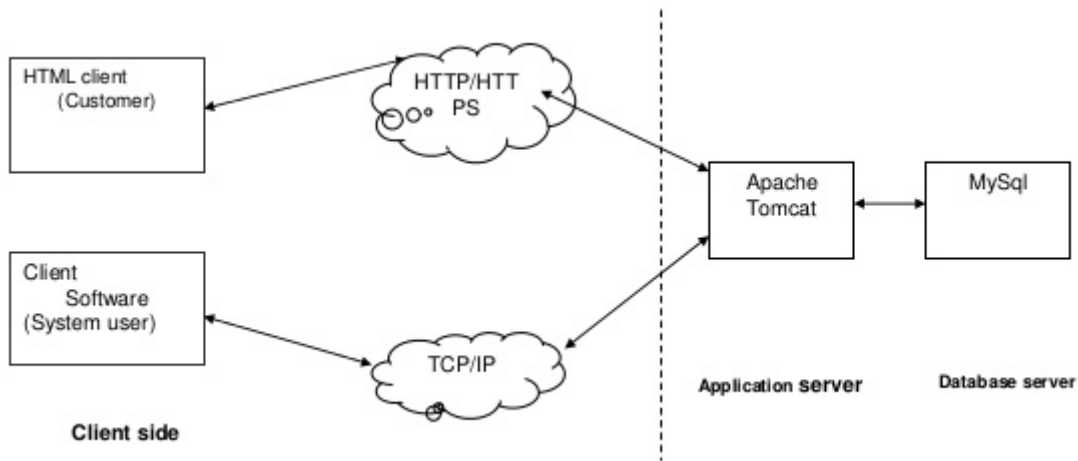 HTML client
(Customer)
HTTP/HTT
PS
Apache
Tomcat
MySql
Client
Software
(System user)
TCP/IP
Application server
Database server
Client side